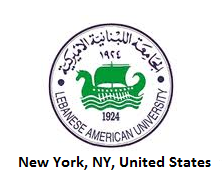 الجامعة اللبنانية الأميركية
١٩٢٤
1924
LEBANESE AMERICAN UNIVERSITY
New York, NY, United States